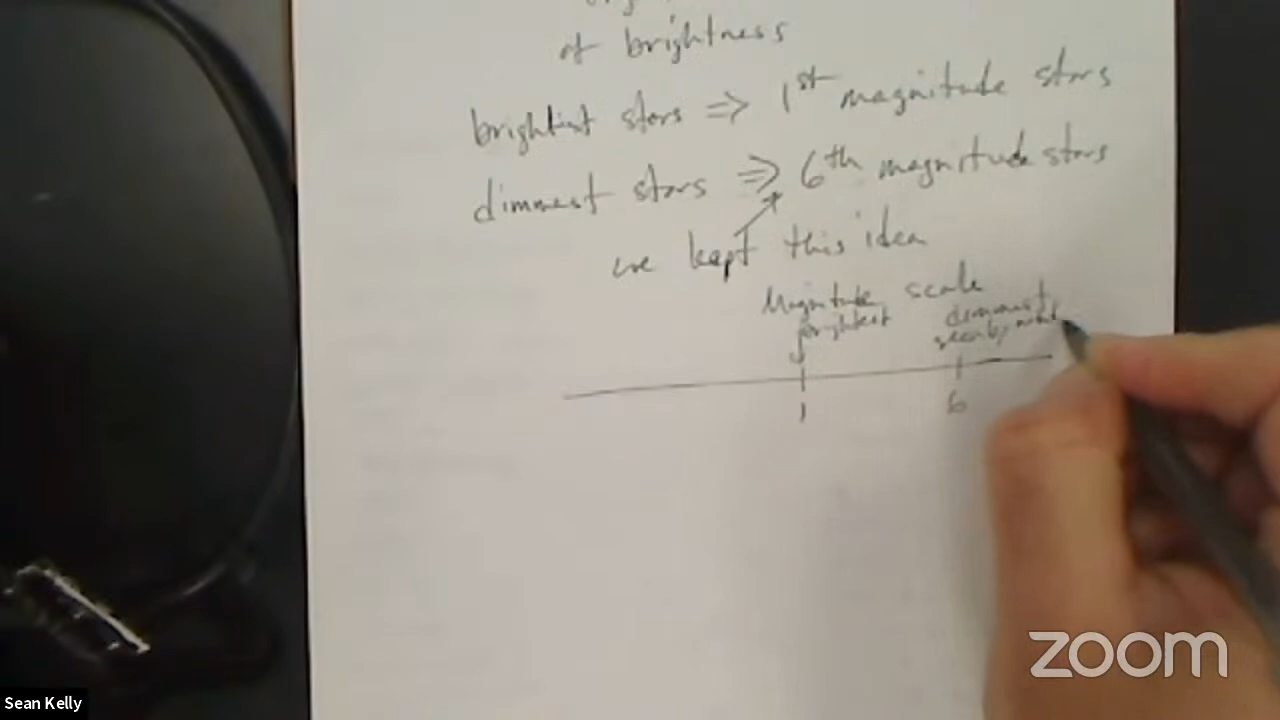 of brightness
brightest stars ⇒ 1st magnitude stars
dimmest stars ⇒ 6th magnitude stars
we kept this idea
Magnitude scale
brightest dimmest
1 6
zoom
Sean Kelly